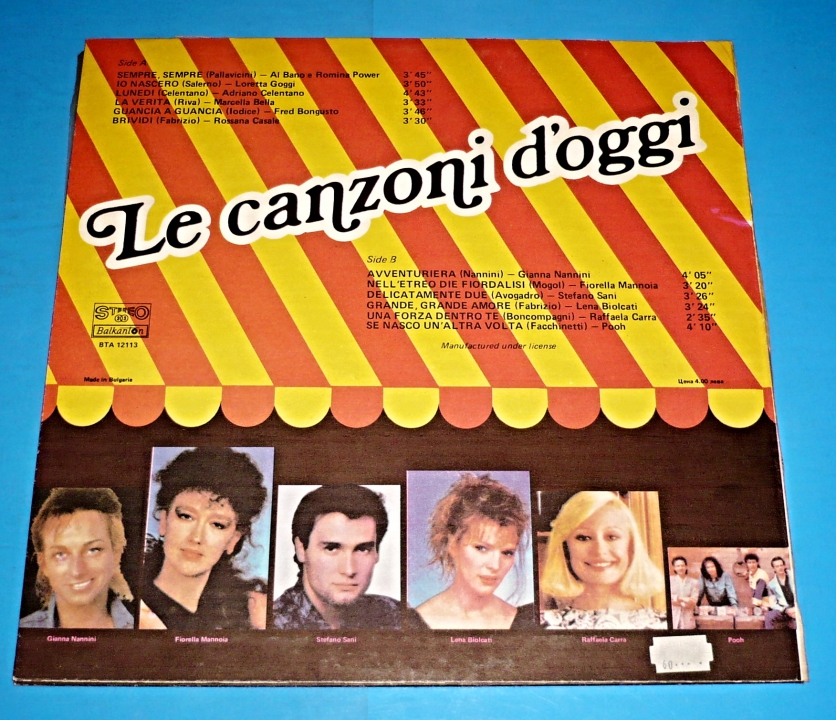 Side A
SEMPRE, SEMPRE (Pallavicini) — Al Bano e Romina Power 3'45"
IO NASCERO (Salerno) — Loretta Goggi 3'50"
LUNEDI (Celentano) — Adriano Celentano 4'43"
LA VERITA (Riva) — Marcella Bella 3'33"
GUANCIA A GUANCIA (Iodice) — Fred Bongusto 3'46"
BRIVIDI (Fabrizio) — Rossana Casale 3'30"
Le canzoni d'oggi
Side B
AVVENTURIERA (Nannini) — Gianna Nannini 4'05"
NELL'ETREO DIE FIORDALISI (Mogol) — Fiorella Mannoia 3'20"
DELICATAMENTE DUE (Avogadro) — Stefano Sani 3'26"
GRANDE, GRANDE AMORE (Fabrizio) — Lena Biolcati 3'24"
UNA FORZA DENTRO TE (Boncompagni) — Raffaela Carra 2'35"
SE NASCO UN'ALTRA VOLTA (Facchinetti) — Pooh 4'10"
Manufactured under license
STEREO
Balkanton
BTA 12113
Made in Bulgaria
Цена 4.00 лева
Gianna Nannini
Fiorella Mannoia
Stefano Sani
Lena Biolcati
Raffaela Carra
Pooh
60